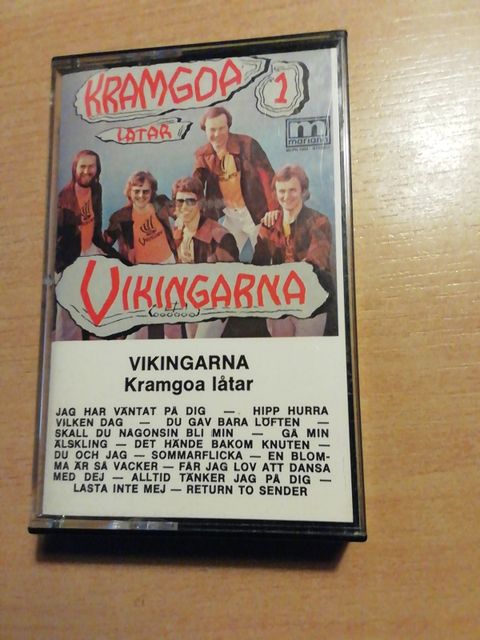 KRAMGOA
1
LÅTAR
m
mariann
VIKINGARNA
VIKINGARNA
Kramgoa låtar
JAG HAR VÄNTAT PÅ DIG — HIPP HURRA
VILKEN DAG — DU GAV BARA LÖFTEN —
SKALL DU NÅGONSIN BLI MIN — GÅ MIN
ÄLSKLING — DET HÄNDE BAKOM KNUTEN —
DU OCH JAG — SOMMARFLICKA — EN BLOM-
MA ÄR SÅ VACKER — FÅR JAG LOV ATT DANSA
MED DEJ — ALLTID TÄNKER JAG PÅ DIG —
LASTA INTE MEJ — RETURN TO SENDER